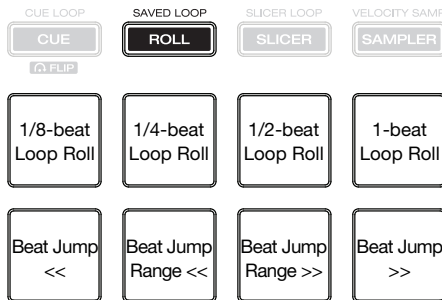 CUE LOOP SAVED LOOP SLICER LOOP
CUE ROLL SLICER SAMPLER
FLIP
1/8-beat 1/4-beat 1/2-beat 1-beat
Loop Roll Loop Roll Loop Roll Loop Roll
Beat Jump Beat Jump Beat Jump Beat Jump
<< Range << Range >> >>